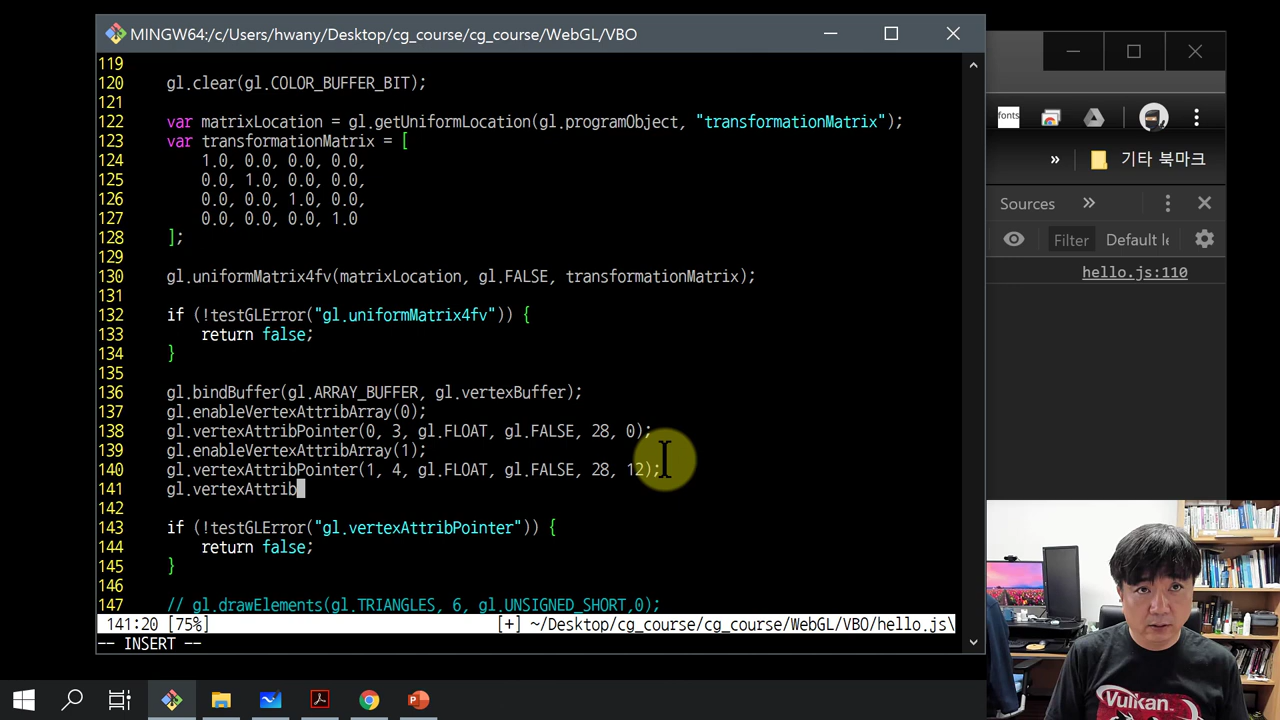 MINGW64:/c/Users/hwany/Desktop/cg_course/cg_course/WebGL/VBO
119
120 gl.clear(gl.COLOR_BUFFER_BIT);
121
122 var matrixLocation = gl.getUniformLocation(gl.programObject, "transformationMatrix");
123 var transformationMatrix = [
124 1.0, 0.0, 0.0, 0.0,
125 0.0, 1.0, 0.0, 0.0,
126 0.0, 0.0, 1.0, 0.0,
127 0.0, 0.0, 0.0, 1.0
128 ];
129
130 gl.uniformMatrix4fv(matrixLocation, gl.FALSE, transformationMatrix);
131
132 if (!testGLError("gl.uniformMatrix4fv")) {
133 return false;
134 }
135
136 gl.bindBuffer(gl.ARRAY_BUFFER, gl.vertexBuffer);
137 gl.enableVertexAttribArray(0);
138 gl.vertexAttribPointer(0, 3, gl.FLOAT, gl.FALSE, 28, 0);
139 gl.enableVertexAttribArray(1);
140 gl.vertexAttribPointer(1, 4, gl.FLOAT, gl.FALSE, 28, 12);
141 gl.vertexAttrib
142
143 if (!testGLError("gl.vertexAttribPointer")) {
144 return false;
145 }
146
147 // gl.drawElements(gl.TRIANGLES, 6, gl.UNSIGNED_SHORT,0);
141:20 [75%] [+] ~/Desktop/cg_course/cg_course/WebGL/VBO/hello.js\
-- INSERT --
fonts
» 기타 북마크
Sources »
Filter Default le
hello.js:110
Vulkan